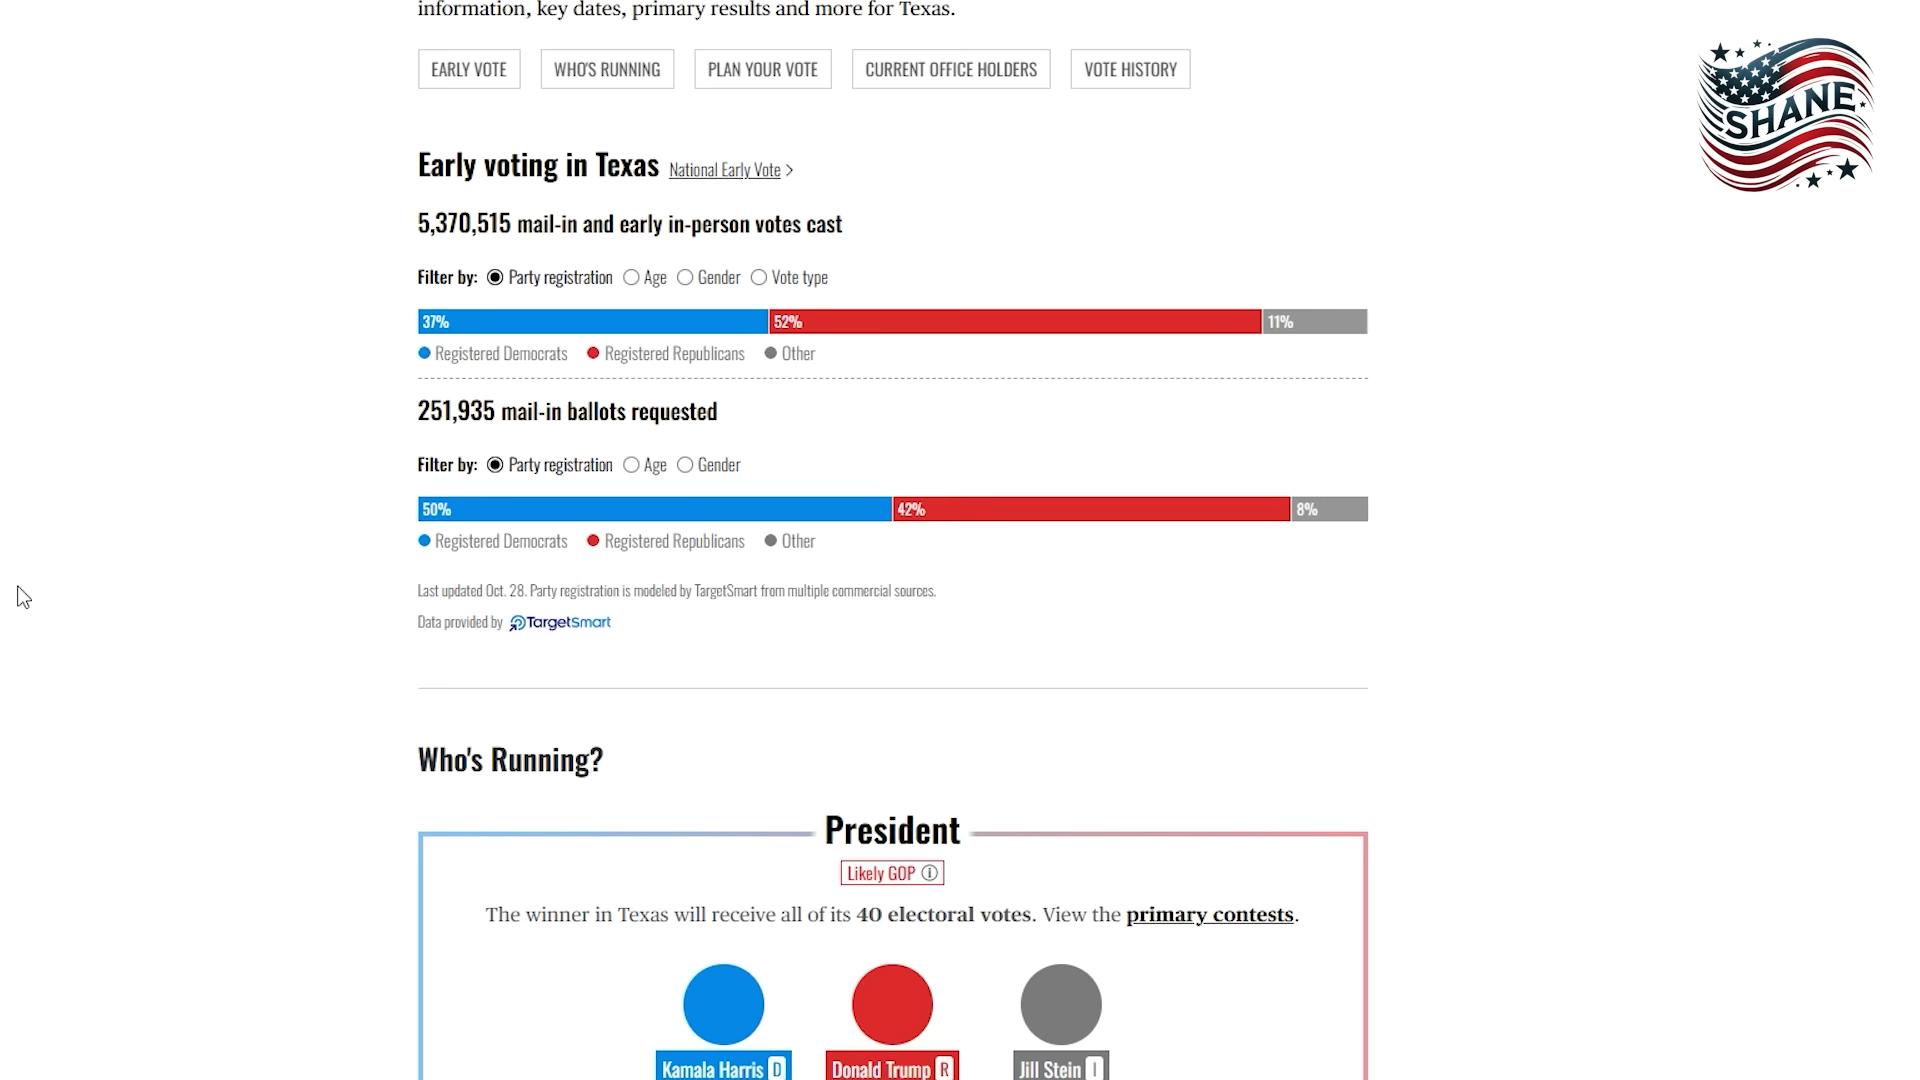 information, key dates, primary results and more for Texas.
EARLY VOTE
WHO'S RUNNING
PLAN YOUR VOTE
CURRENT OFFICE HOLDERS
VOTE HISTORY
SHANE
Early voting in Texas National Early Vote >
5,370,515 mail-in and early in-person votes cast
Filter by: Party registration Age Gender Vote type
37% 52% 11%
Registered Democrats Registered Republicans Other
251,935 mail-in ballots requested
Filter by: Party registration Age Gender
50% 42% 8%
Registered Democrats Registered Republicans Other
Last updated Oct. 28. Party registration is modeled by TargetSmart from multiple commercial sources.
Data provided by TargetSmart
Who's Running?
President
Likely GOP
The winner in Texas will receive all of its 40 electoral votes. View the primary contests.
Kamala Harris D
Donald Trump R
Jill Stein I